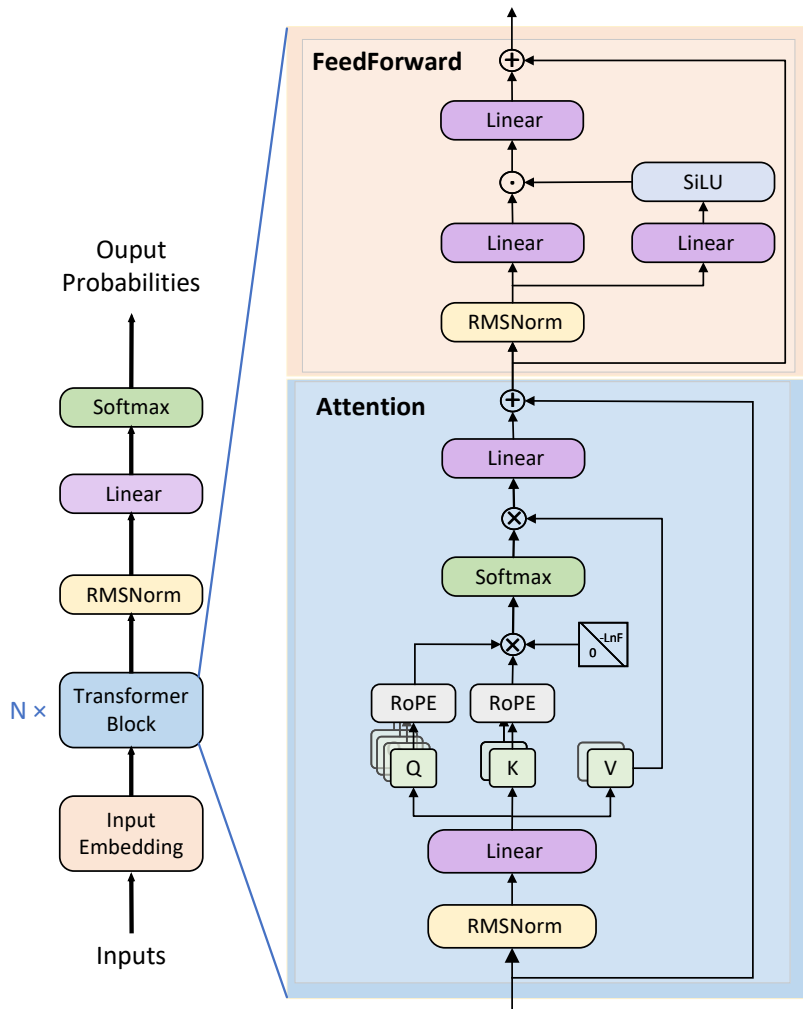 FeedForward
Linear
SiLU
Linear
Linear
RMSNorm
Ouput
Probabilities
Softmax
Linear
RMSNorm
N ×
Transformer
Block
Input
Embedding
Inputs
Attention
Linear
Softmax
-LnF
0
RoPE
RoPE
Q
K
V
Linear
RMSNorm